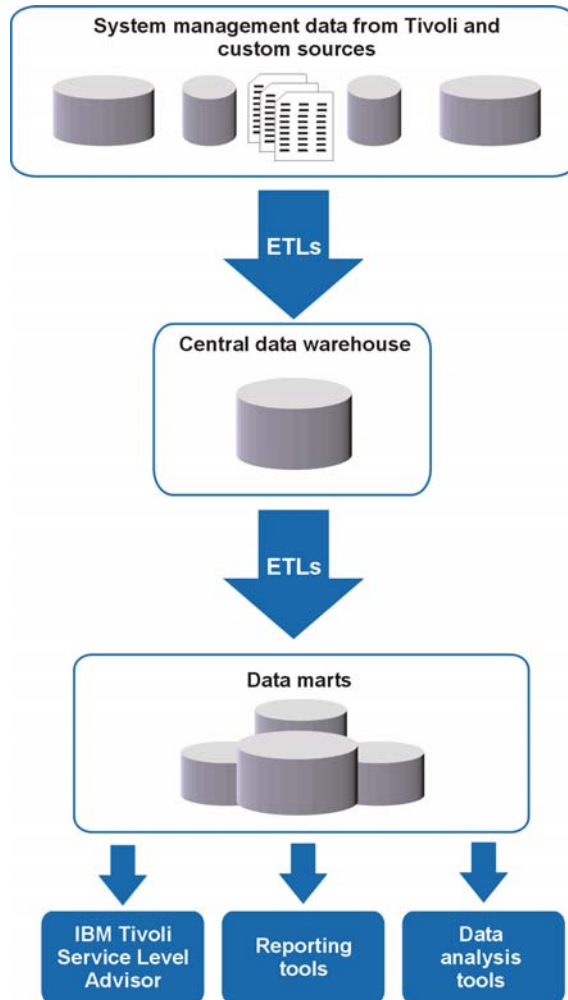 System management data from Tivoli and
custom sources
ETLs
Central data warehouse
ETLs
Data marts
IBM Tivoli
Service Level
Advisor
Reporting
tools
Data
analysis
tools